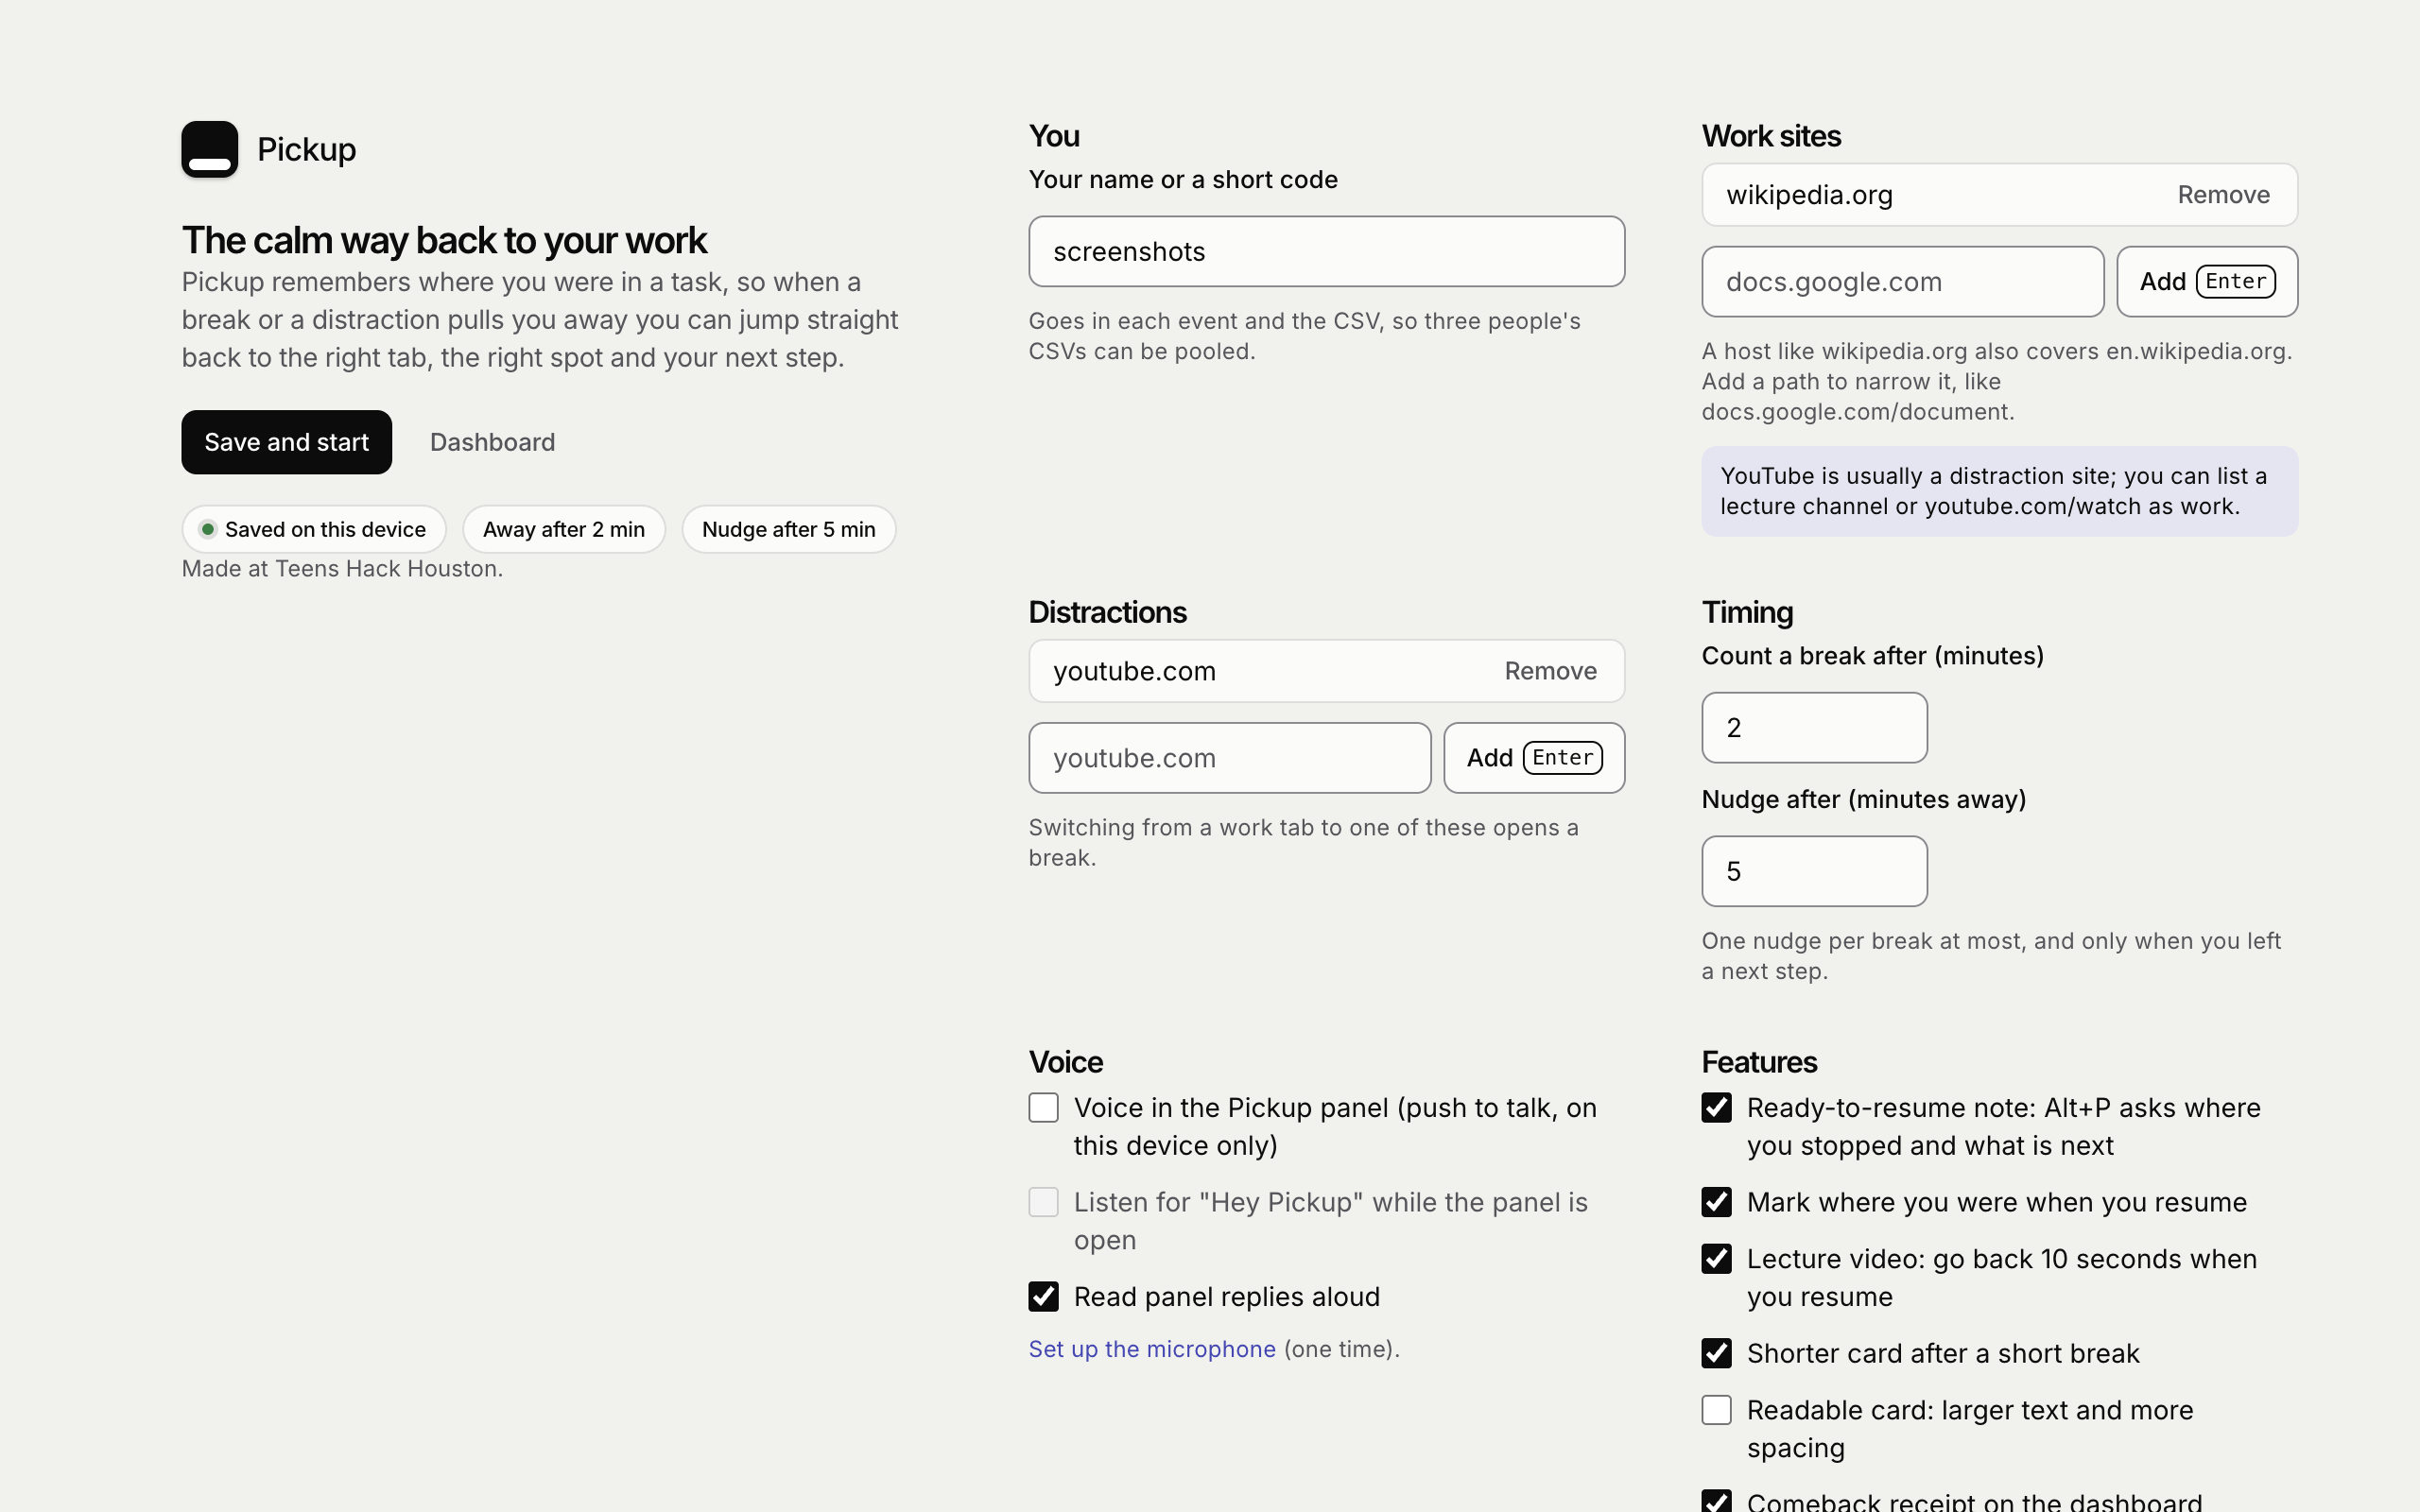 Pickup
The calm way back to your work
Pickup remembers where you were in a task, so when a
break or a distraction pulls you away you can jump straight
back to the right tab, the right spot and your next step.
Save and start
Dashboard
Saved on this device
Away after 2 min
Nudge after 5 min
Made at Teens Hack Houston.
You
Your name or a short code
screenshots
Goes in each event and the CSV, so three people's
CSVs can be pooled.
Work sites
wikipedia.org
Remove
docs.google.com
Add Enter
A host like wikipedia.org also covers en.wikipedia.org.
Add a path to narrow it, like
docs.google.com/document.
YouTube is usually a distraction site; you can list a
lecture channel or youtube.com/watch as work.
Distractions
youtube.com
Remove
youtube.com
Add Enter
Switching from a work tab to one of these opens a
break.
Timing
Count a break after (minutes)
2
Nudge after (minutes away)
5
One nudge per break at most, and only when you left
a next step.
Voice
Voice in the Pickup panel (push to talk, on
this device only)
Listen for "Hey Pickup" while the panel is
open
Read panel replies aloud
Set up the microphone (one time).
Features
Ready-to-resume note: Alt+P asks where
you stopped and what is next
Mark where you were when you resume
Lecture video: go back 10 seconds when
you resume
Shorter card after a short break
Readable card: larger text and more
spacing
Comeback receipt on the dashboard